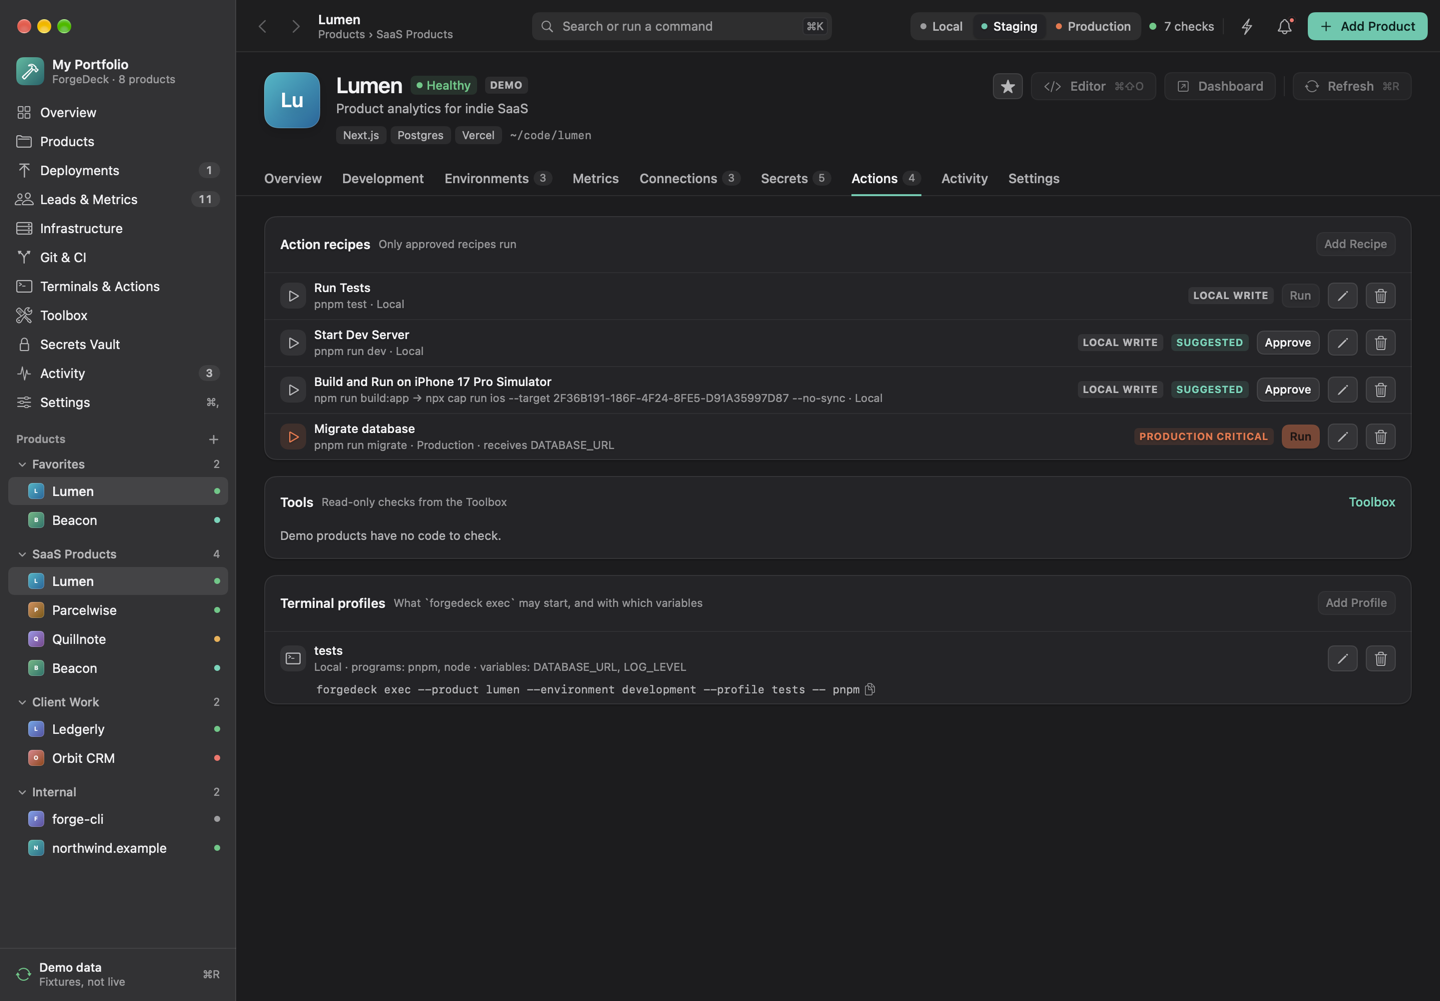 My Portfolio
ForgeDeck · 8 products
Overview
Products
Deployments 1
Leads & Metrics 11
Infrastructure
Git & CI
Terminals & Actions
Toolbox
Secrets Vault
Activity 3
Settings ⌘,
Products +
Favorites 2
L Lumen
B Beacon
SaaS Products 4
L Lumen
P Parcelwise
Q Quillnote
B Beacon
Client Work 2
L Ledgerly
O Orbit CRM
Internal 2
F forge-cli
N northwind.example
Demo data ⌘R
Fixtures, not live
Lumen
Products › SaaS Products
Search or run a command ⌘K
Local Staging Production 7 checks
+ Add Product
Lu
Lumen Healthy DEMO
Product analytics for indie SaaS
Next.js Postgres Vercel ~/code/lumen
</> Editor ⌘⇧O Dashboard Refresh ⌘R
Overview Development Environments 3 Metrics Connections 3 Secrets 5 Actions 4 Activity Settings
Action recipes Only approved recipes run Add Recipe
Run Tests
pnpm test · Local
LOCAL WRITE Run
Start Dev Server
pnpm run dev · Local
LOCAL WRITE SUGGESTED Approve
Build and Run on iPhone 17 Pro Simulator
npm run build:app → npx cap run ios --target 2F36B191-186F-4F24-8FE5-D91A35997D87 --no-sync · Local
LOCAL WRITE SUGGESTED Approve
Migrate database
pnpm run migrate · Production · receives DATABASE_URL
PRODUCTION CRITICAL Run
Tools Read-only checks from the Toolbox Toolbox
Demo products have no code to check.
Terminal profiles What `forgedeck exec` may start, and with which variables Add Profile
tests
Local · programs: pnpm, node · variables: DATABASE_URL, LOG_LEVEL
forgedeck exec --product lumen --environment development --profile tests -- pnpm